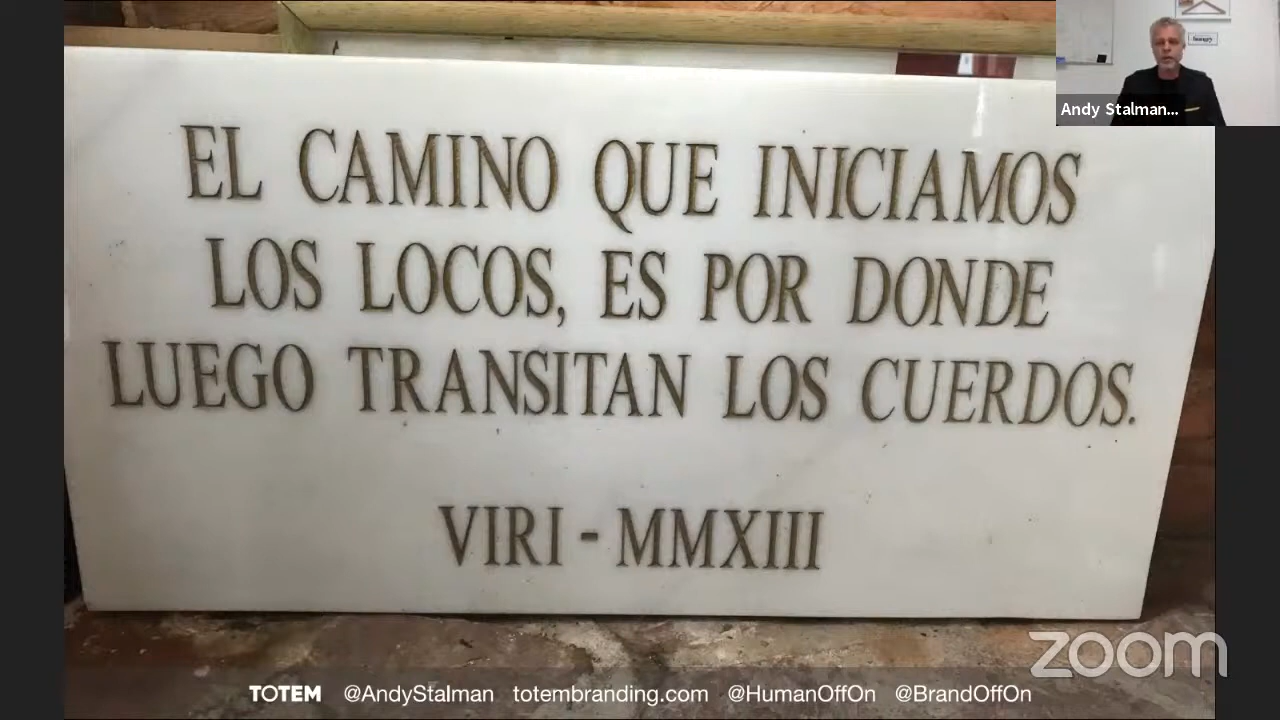 EL CAMINO QUE INICIAMOS
LOS LOCOS, ES POR DONDE
LUEGO TRANSITAN LOS CUERDOS.
VIRI - MMXIII
Andy Stalman...
zoom
TOTEM @AndyStalman totembranding.com @HumanOffOn @BrandOffOn